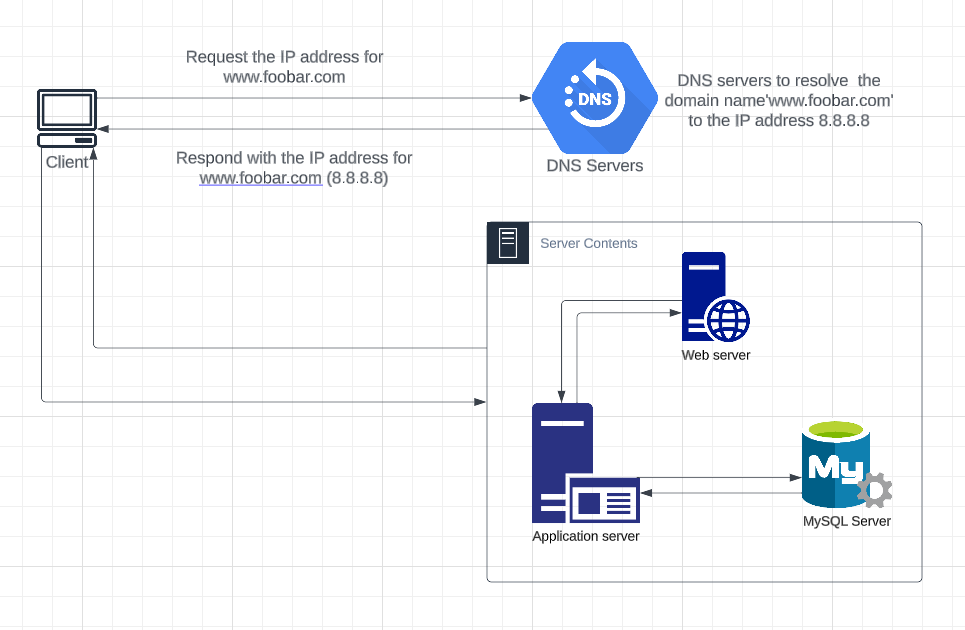 Request the IP address for
www.foobar.com
DNS
DNS servers to resolve the
domain name'www.foobar.com'
to the IP address 8.8.8.8
Client
Respond with the IP address for
www.foobar.com (8.8.8.8)
DNS Servers
Server Contents
Web server
My
Application server
MySQL Server